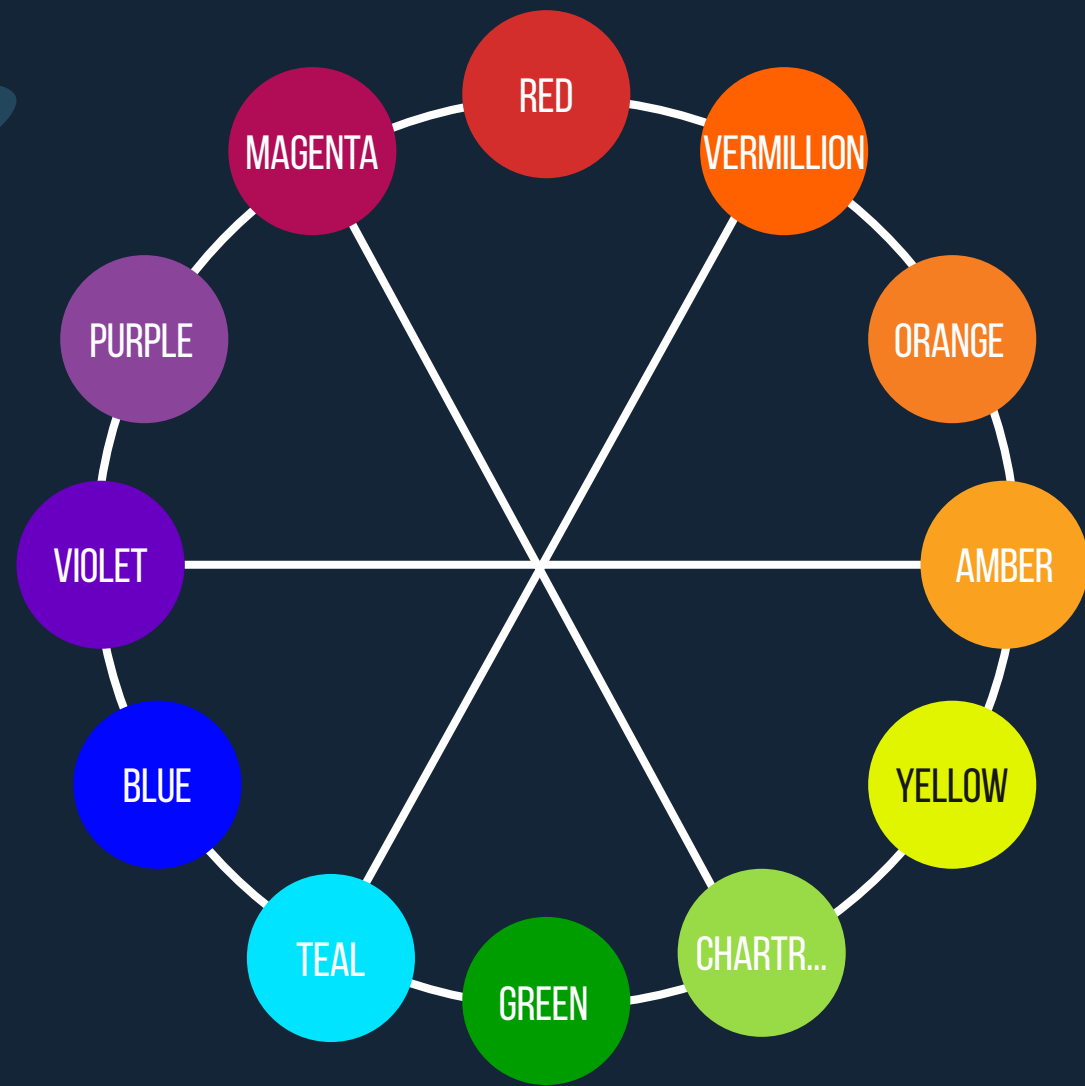 RED
VERMILLION
ORANGE
AMBER
YELLOW
CHARTR...
GREEN
TEAL
BLUE
VIOLET
PURPLE
MAGENTA